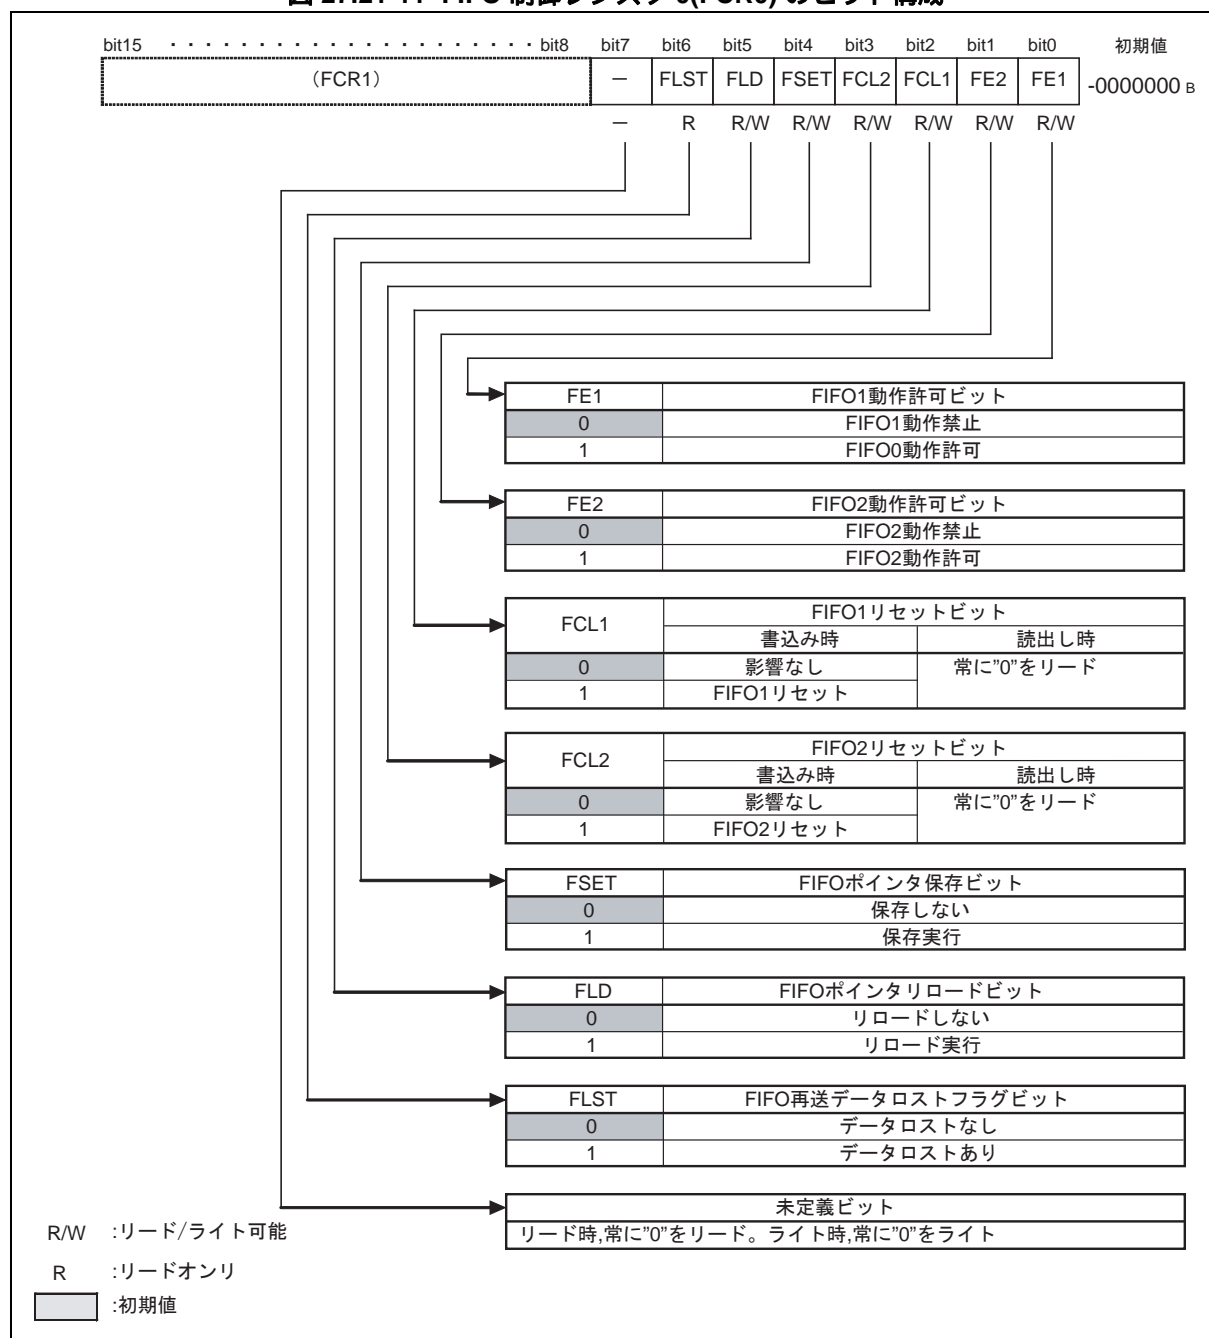 bit15 ・・・・・・・・・・・・・・・・・・・・ bit8 bit7 bit6 bit5 bit4 bit3 bit2 bit1 bit0 初期値
(FCR1) － FLST FLD FSET FCL2 FCL1 FE2 FE1 -0000000 B
－ R R/W R/W R/W R/W R/W R/W
FE1 FIFO1動作許可ビット
0 FIFO1動作禁止
1 FIFO0動作許可
FE2 FIFO2動作許可ビット
0 FIFO2動作禁止
1 FIFO2動作許可
FCL1 FIFO1リセットビット
書込み時 読出し時
0 影響なし 常に"0"をリード
1 FIFO1リセット
FCL2 FIFO2リセットビット
書込み時 読出し時
0 影響なし 常に"0"をリード
1 FIFO2リセット
FSET FIFOポインタ保存ビット
0 保存しない
1 保存実行
FLD FIFOポインタリロードビット
0 リロードしない
1 リロード実行
FLST FIFO再送データロストフラグビット
0 データロストなし
1 データロストあり
未定義ビット
リード時,常に"0"をリード。ライト時,常に"0"をライト
R/W :リード/ライト可能
R :リードオンリ
:初期値